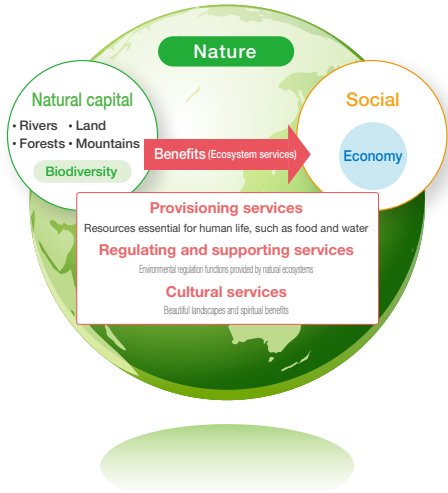 Nature
Natural capital
• Rivers • Land
• Forests • Mountains
Biodiversity
Benefits (Ecosystem services)
Social
Economy
Provisioning services
Resources essential for human life, such as food and water
Regulating and supporting services
Environmental regulation functions provided by natural ecosystems
Cultural services
Beautiful landscapes and spiritual benefits